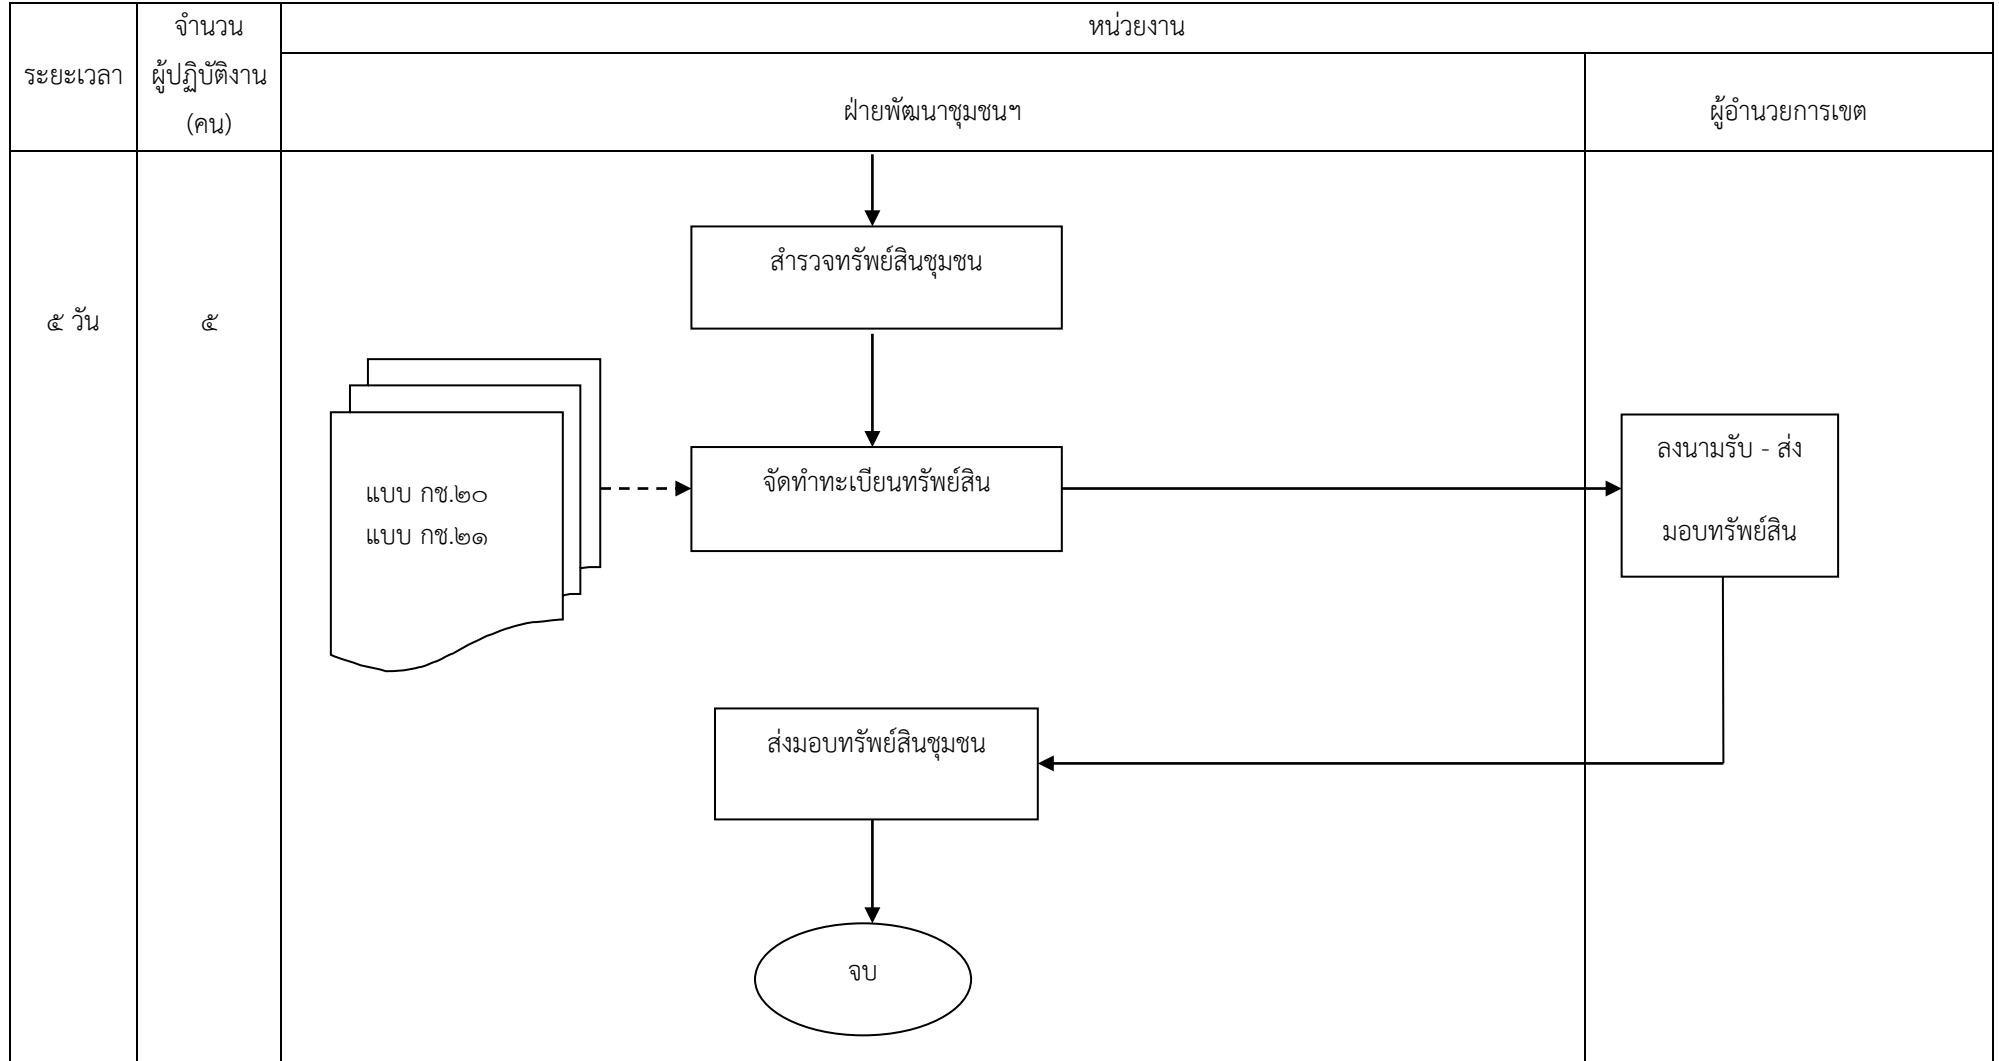 ระยะเวลา
จำนวน
ผู้ปฏิบัติงาน
(คน)
หน่วยงาน
ฝ่ายพัฒนาชุมชนฯ
ผู้อำนวยการเขต
๕ วัน
๕
สำรวจทรัพย์สินชุมชน
แบบ กช.๒๐
แบบ กช.๒๑
จัดทำทะเบียนทรัพย์สิน
ลงนามรับ - ส่ง
มอบทรัพย์สิน
ส่งมอบทรัพย์สินชุมชน
จบ